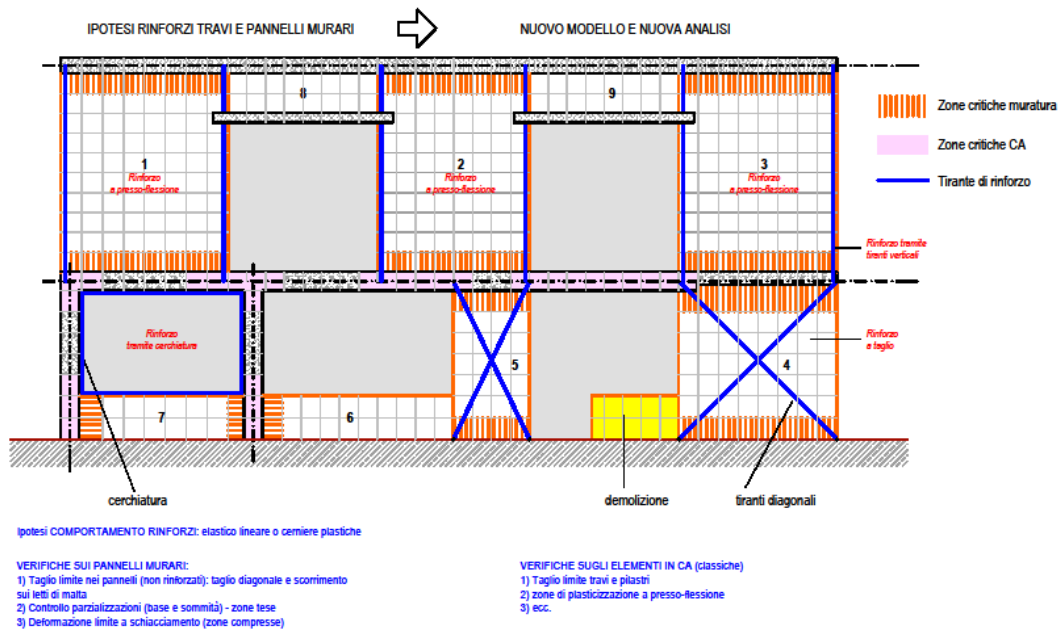 IPOTESI RINFORZI TRAVI E PANNELLI MURARI
NUOVO MODELLO E NUOVA ANALISI
8
9
Zone critiche muratura
Zone critiche CA
Tirante di rinforzo
1
Rinforzo
a presso-flessione
2
Rinforzo
a presso-flessione
3
Rinforzo
a presso-flessione
Rinforzo tramite
tiranti verticali
Rinforzo
tramite cerchiatura
Rinforzo
a taglio
5
4
7
6
cerchiatura
demolizione
tiranti diagonali
Ipotesi COMPORTAMENTO RINFORZI: elastico lineare o cerniere plastiche
VERIFICHE SUI PANNELLI MURARI:
1) Taglio limite nei pannelli (non rinforzati): taglio diagonale e scorrimento
sui letti di malta
2) Controllo parzializzazioni (base e sommità) - zone tese
3) Deformazione limite a schiacciamento (zone compresse)
VERIFICHE SUGLI ELEMENTI IN CA (classiche)
1) Taglio limite travi e pilastri
2) zone di plasticizzazione a presso-flessione
3) ecc.